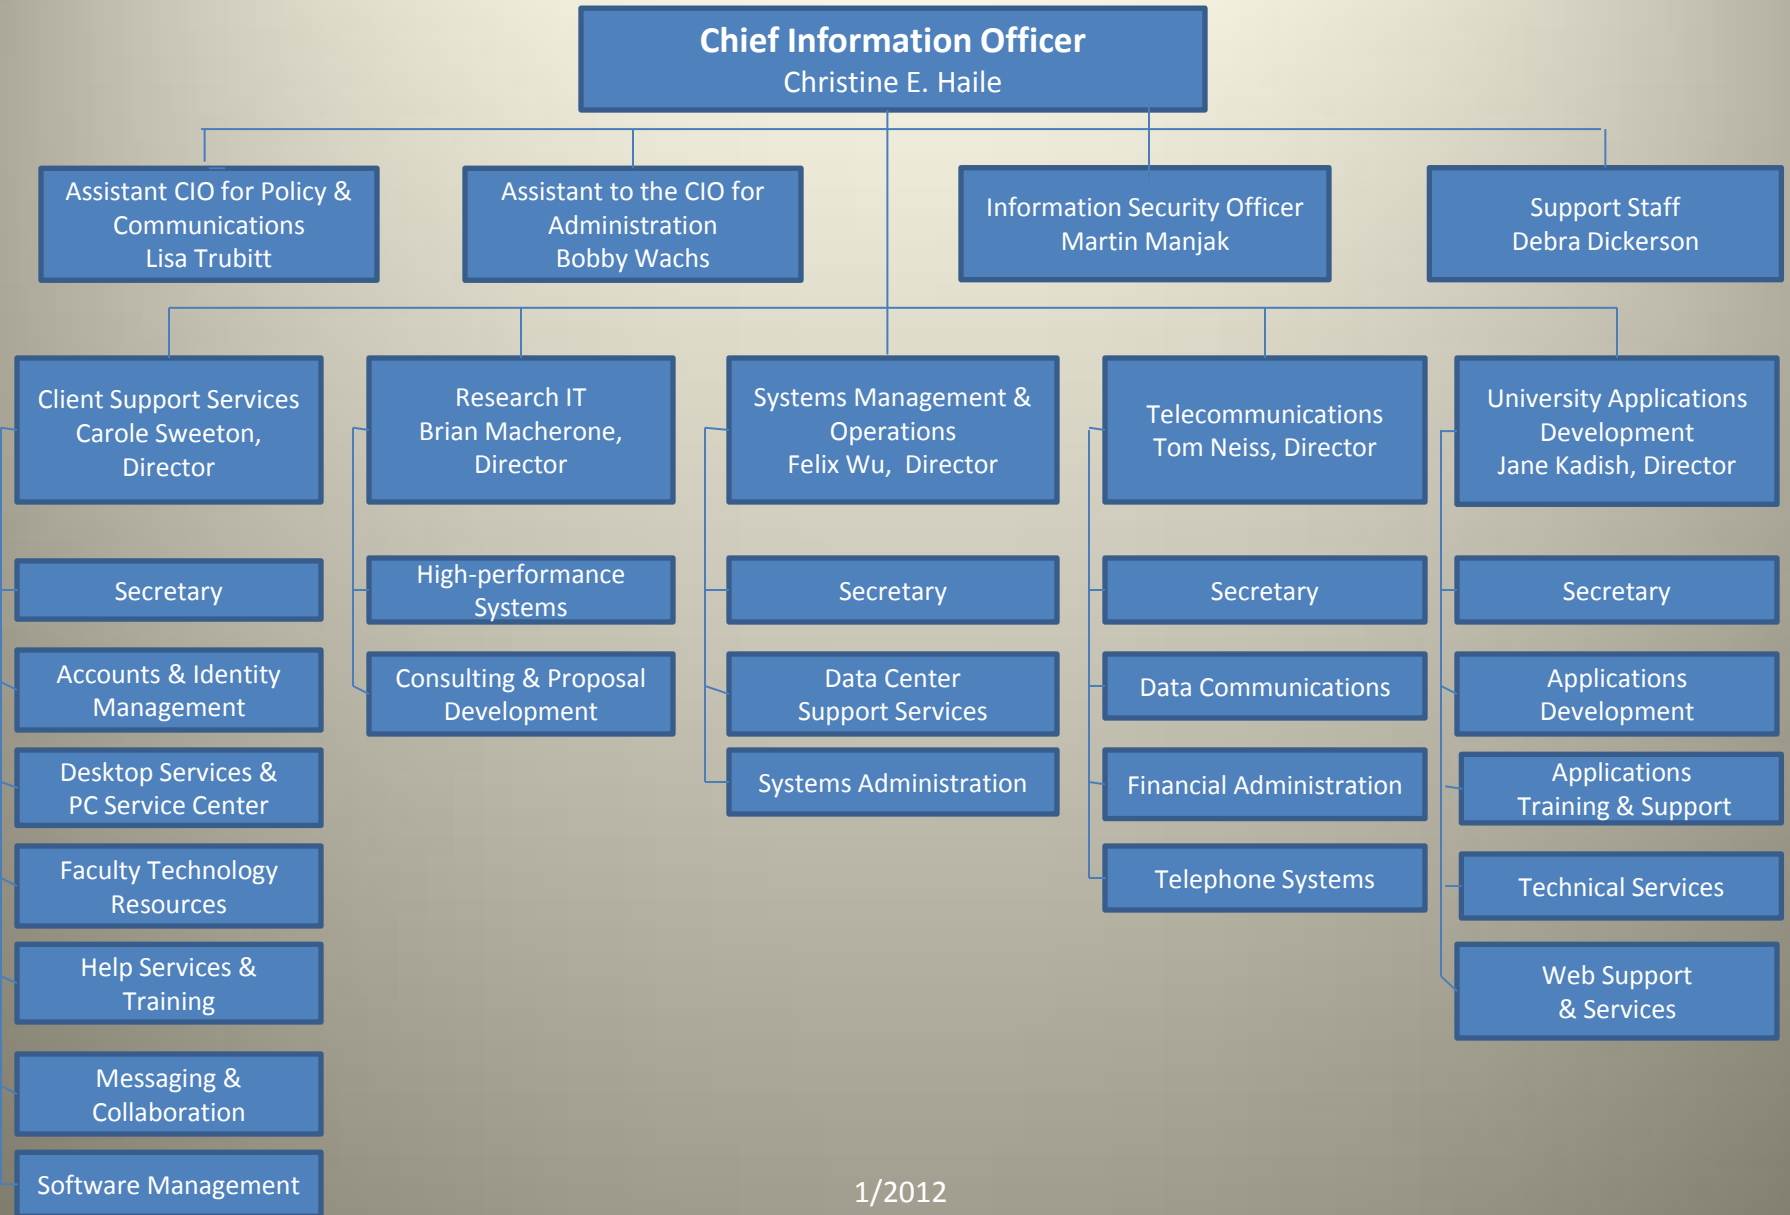 Chief Information Officer
Christine E. Haile
Assistant CIO for Policy &
Communications
Lisa Trubitt
Assistant to the CIO for
Administration
Bobby Wachs
Information Security Officer
Martin Manjak
Support Staff
Debra Dickerson
Client Support Services
Carole Sweeton,
Director
Research IT
Brian Macherone,
Director
Systems Management &
Operations
Felix Wu, Director
Telecommunications
Tom Neiss, Director
University Applications
Development
Jane Kadish, Director
Secretary
Accounts & Identity
Management
Desktop Services &
PC Service Center
Faculty Technology
Resources
Help Services &
Training
Messaging &
Collaboration
Software Management
High-performance
Systems
Consulting & Proposal
Development
Secretary
Data Center
Support Services
Systems Administration
Secretary
Data Communications
Financial Administration
Telephone Systems
Secretary
Applications
Development
Applications
Training & Support
Technical Services
Web Support
& Services
1/2012